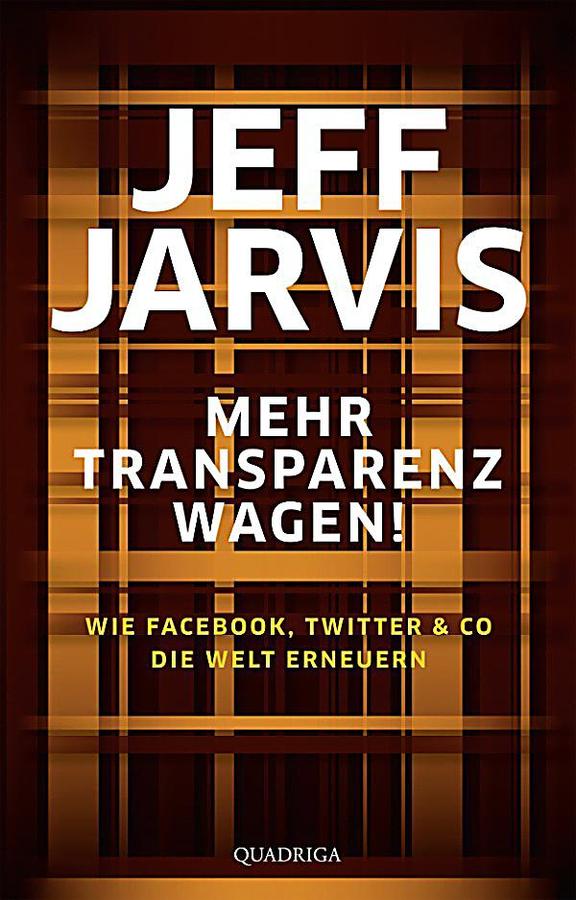 JEFF
JARVIS
MEHR
TRANSPARENZ
WAGEN!
WIE FACEBOOK, TWITTER & CO
DIE WELT ERNEUERN
QUADRIGA